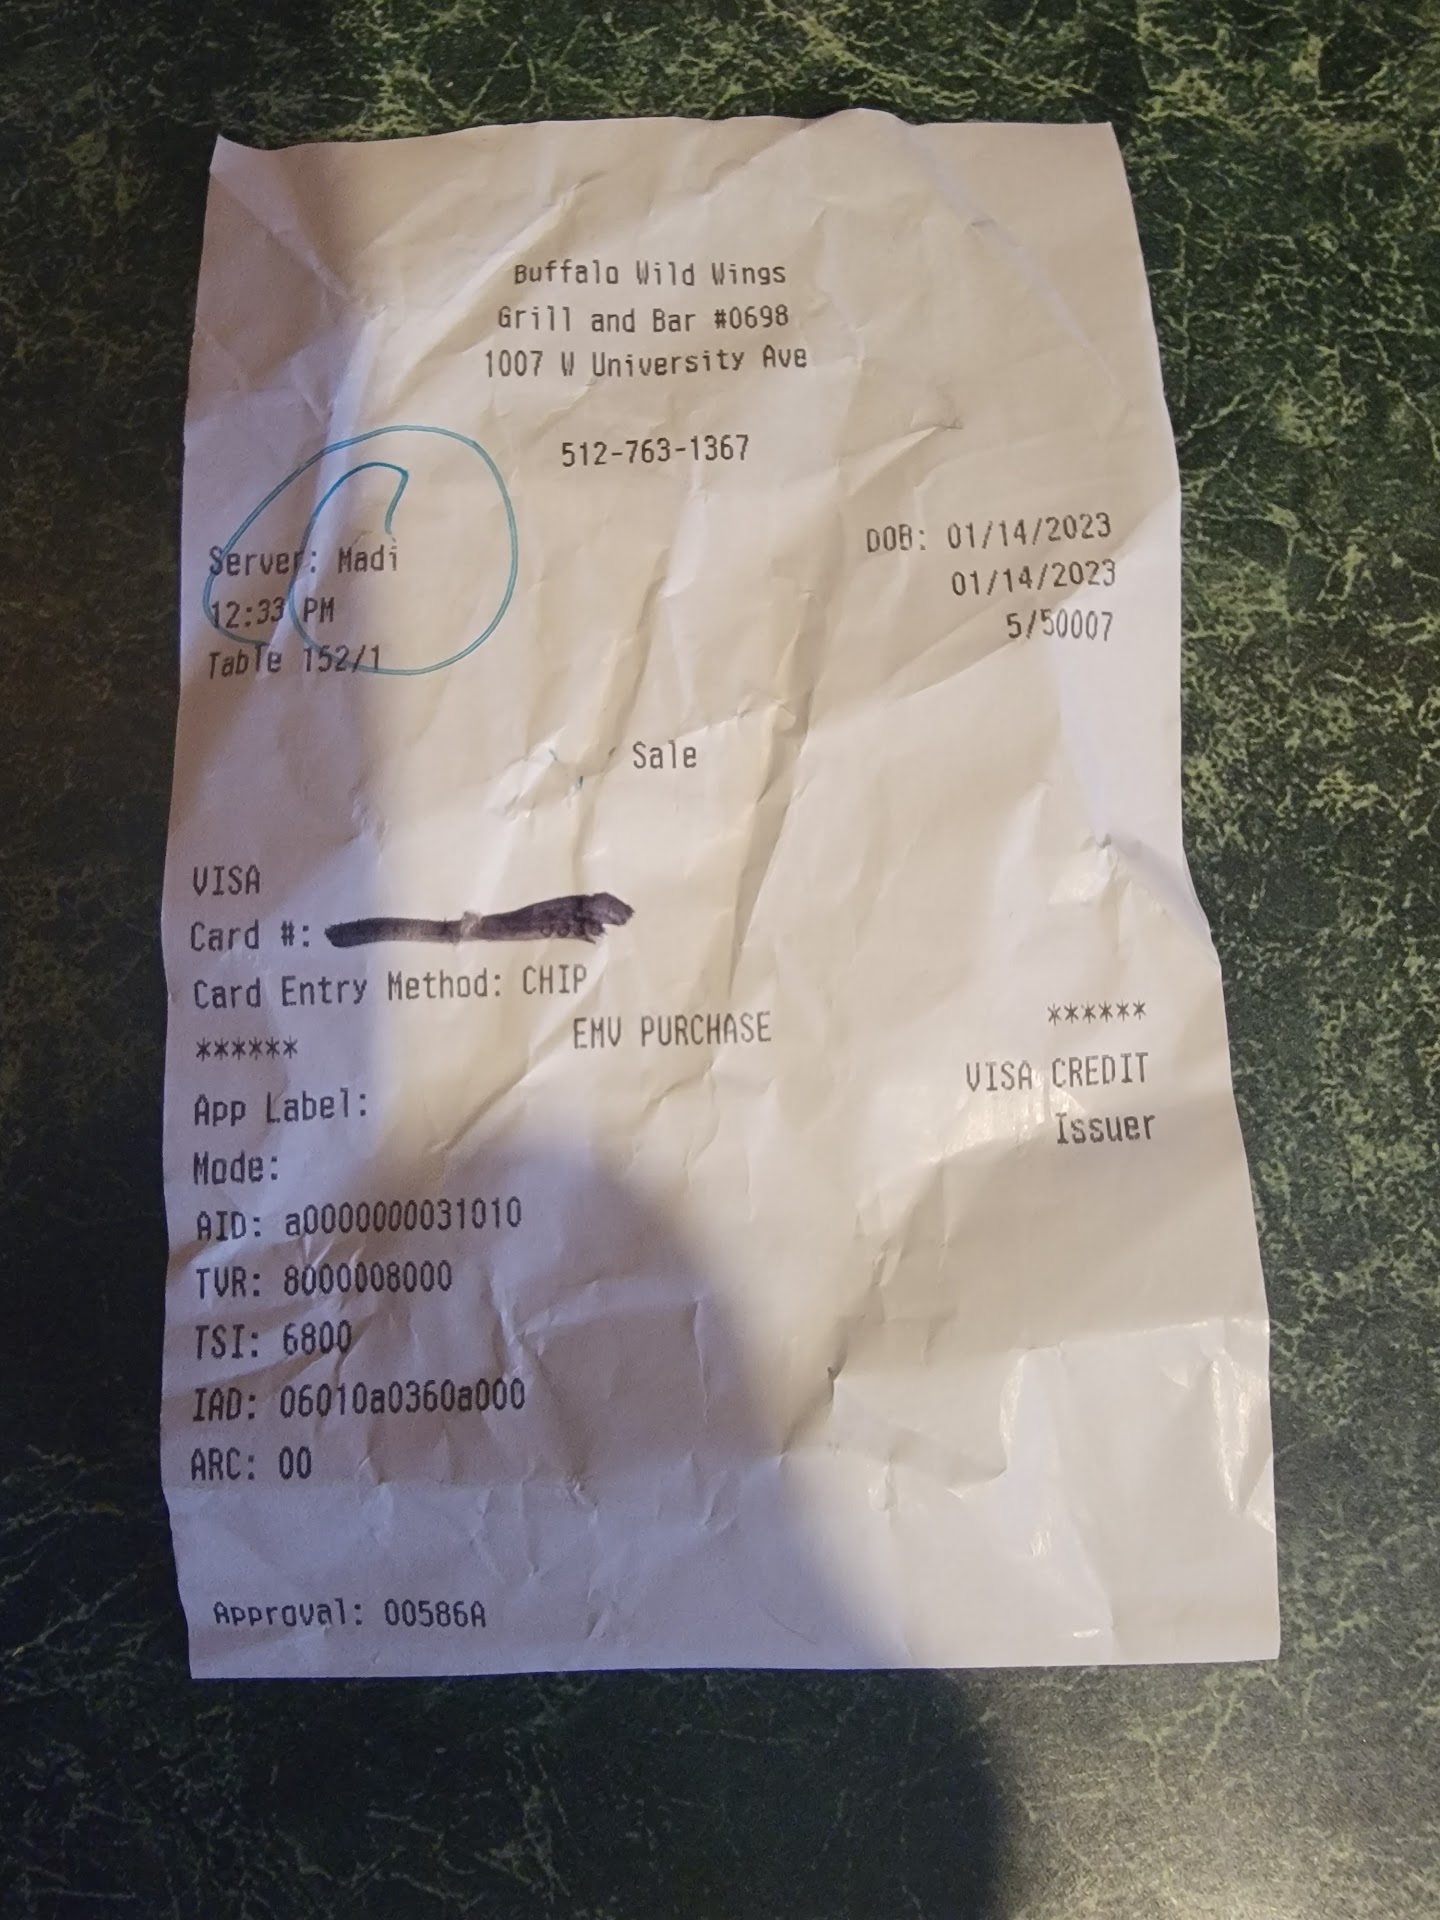 Buffalo Wild Wings
Grill and Bar #0698
1007 W University Ave
512-763-1367
Server: Madi DOB: 01/14/2023
12:33 PM 01/14/2023
Table 152/1 5/50007
Sale
VISA
Card #:
Card Entry Method: CHIP
EMV PURCHASE
****** ******
App Label: VISA CREDIT
Mode: Issuer
AID: a0000000031010
TVR: 8000008000
TSI: 6800
IAD: 06010a0360a000
ARC: 00
Approval: 00586A